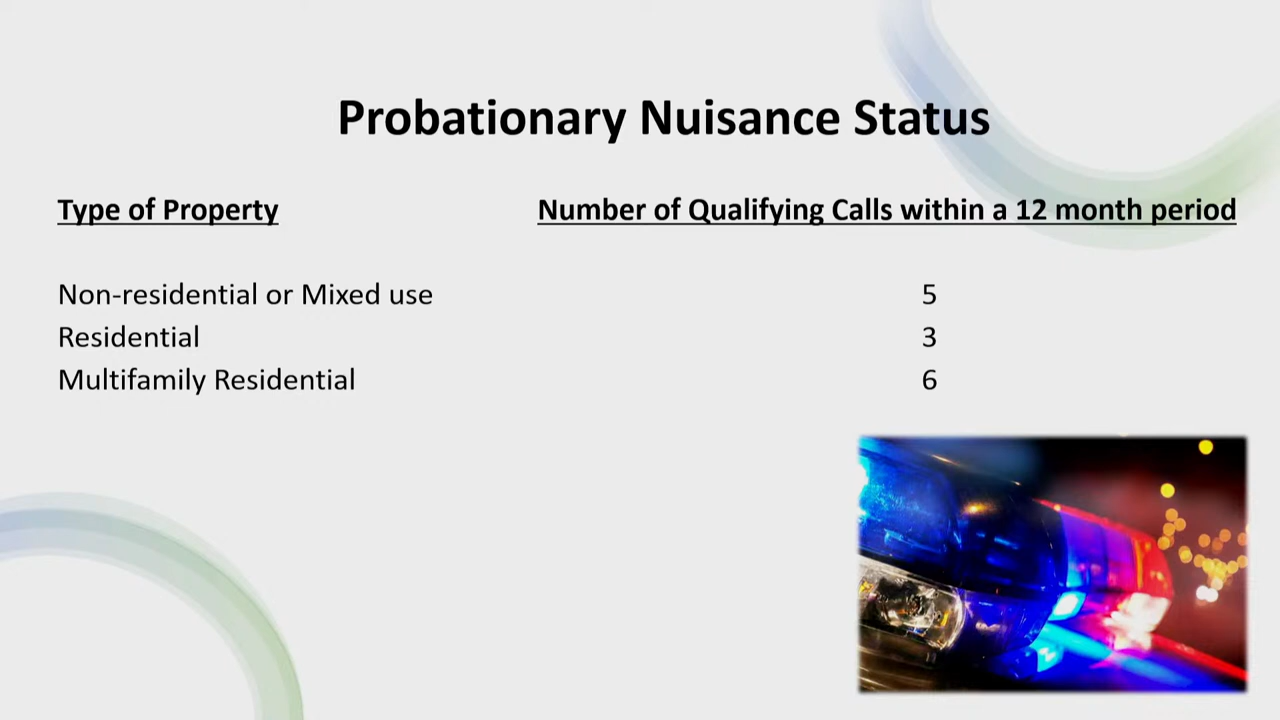 Probationary Nuisance Status
Type of Property Number of Qualifying Calls within a 12 month period
Non-residential or Mixed use 5
Residential 3
Multifamily Residential 6